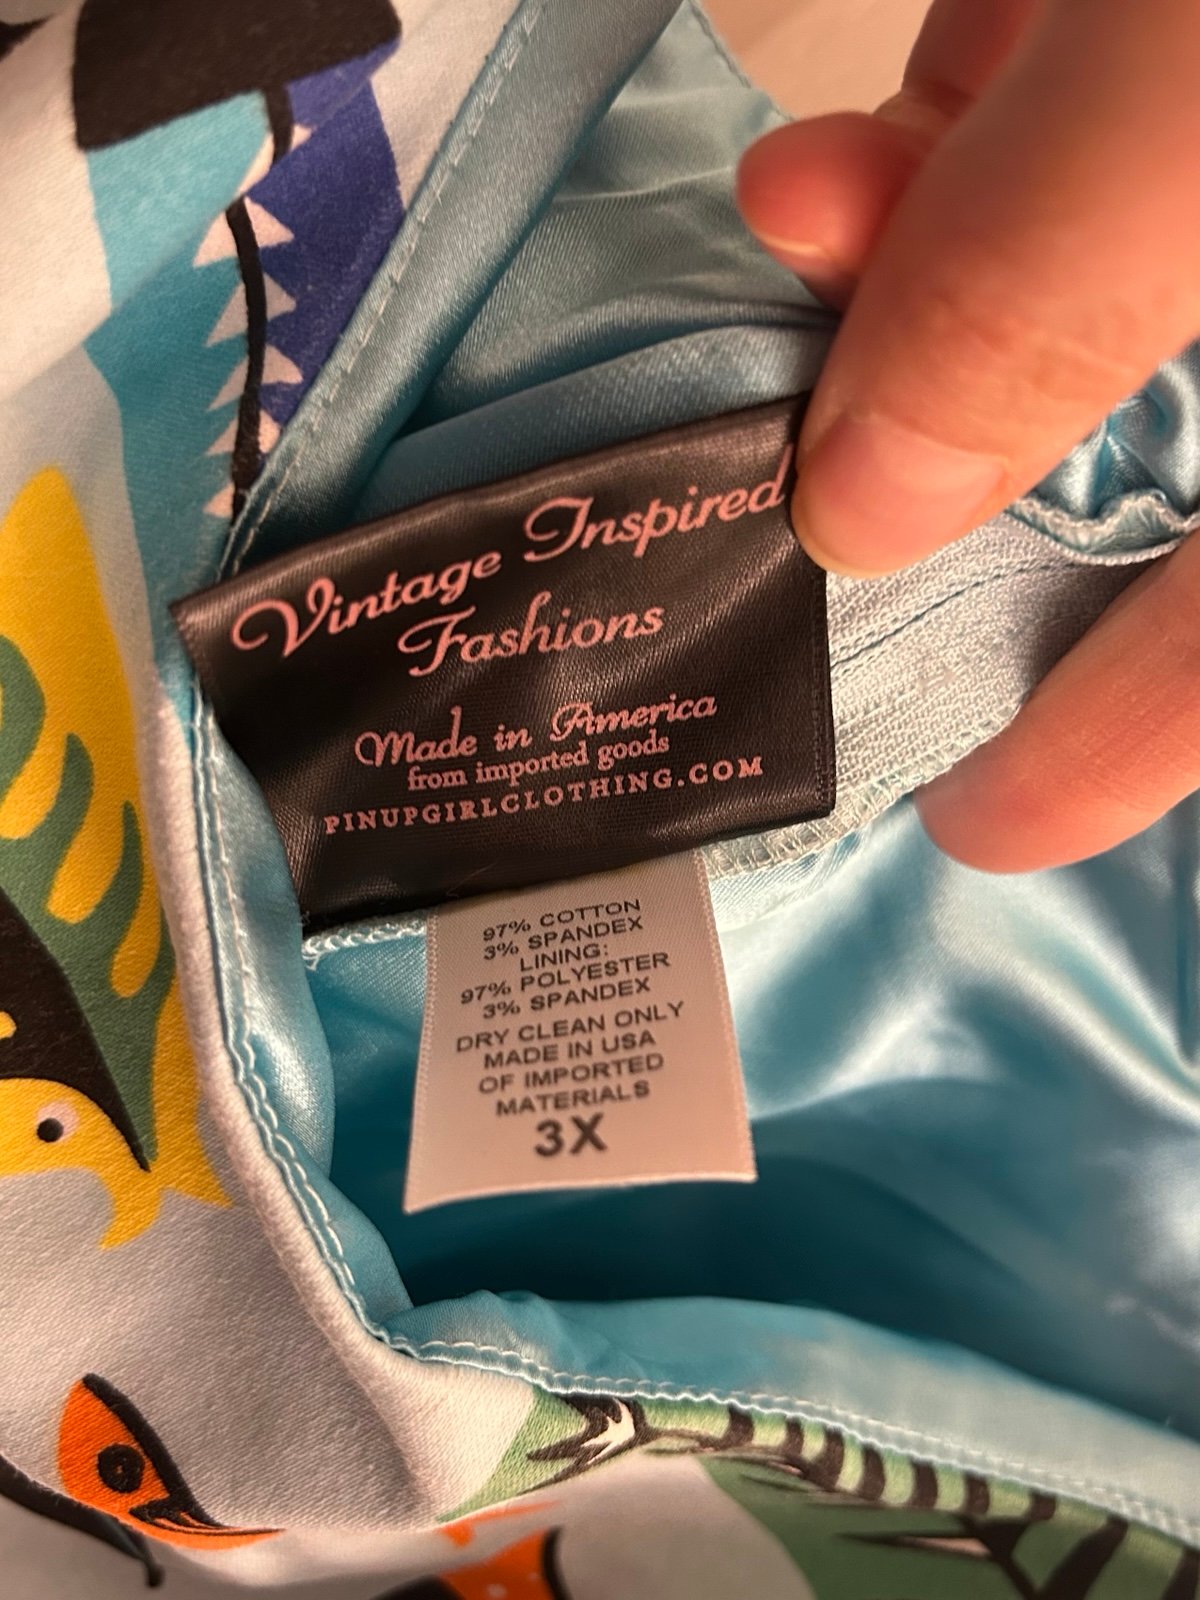 Vintage Inspired
Fashions
Made in America
from imported goods
PINUPGIRLCLOTHING.COM
97% COTTON
3% SPANDEX
LINING:
97% POLYESTER
3% SPANDEX
DRY CLEAN ONLY
MADE IN USA
OF IMPORTED
MATERIALS
3X